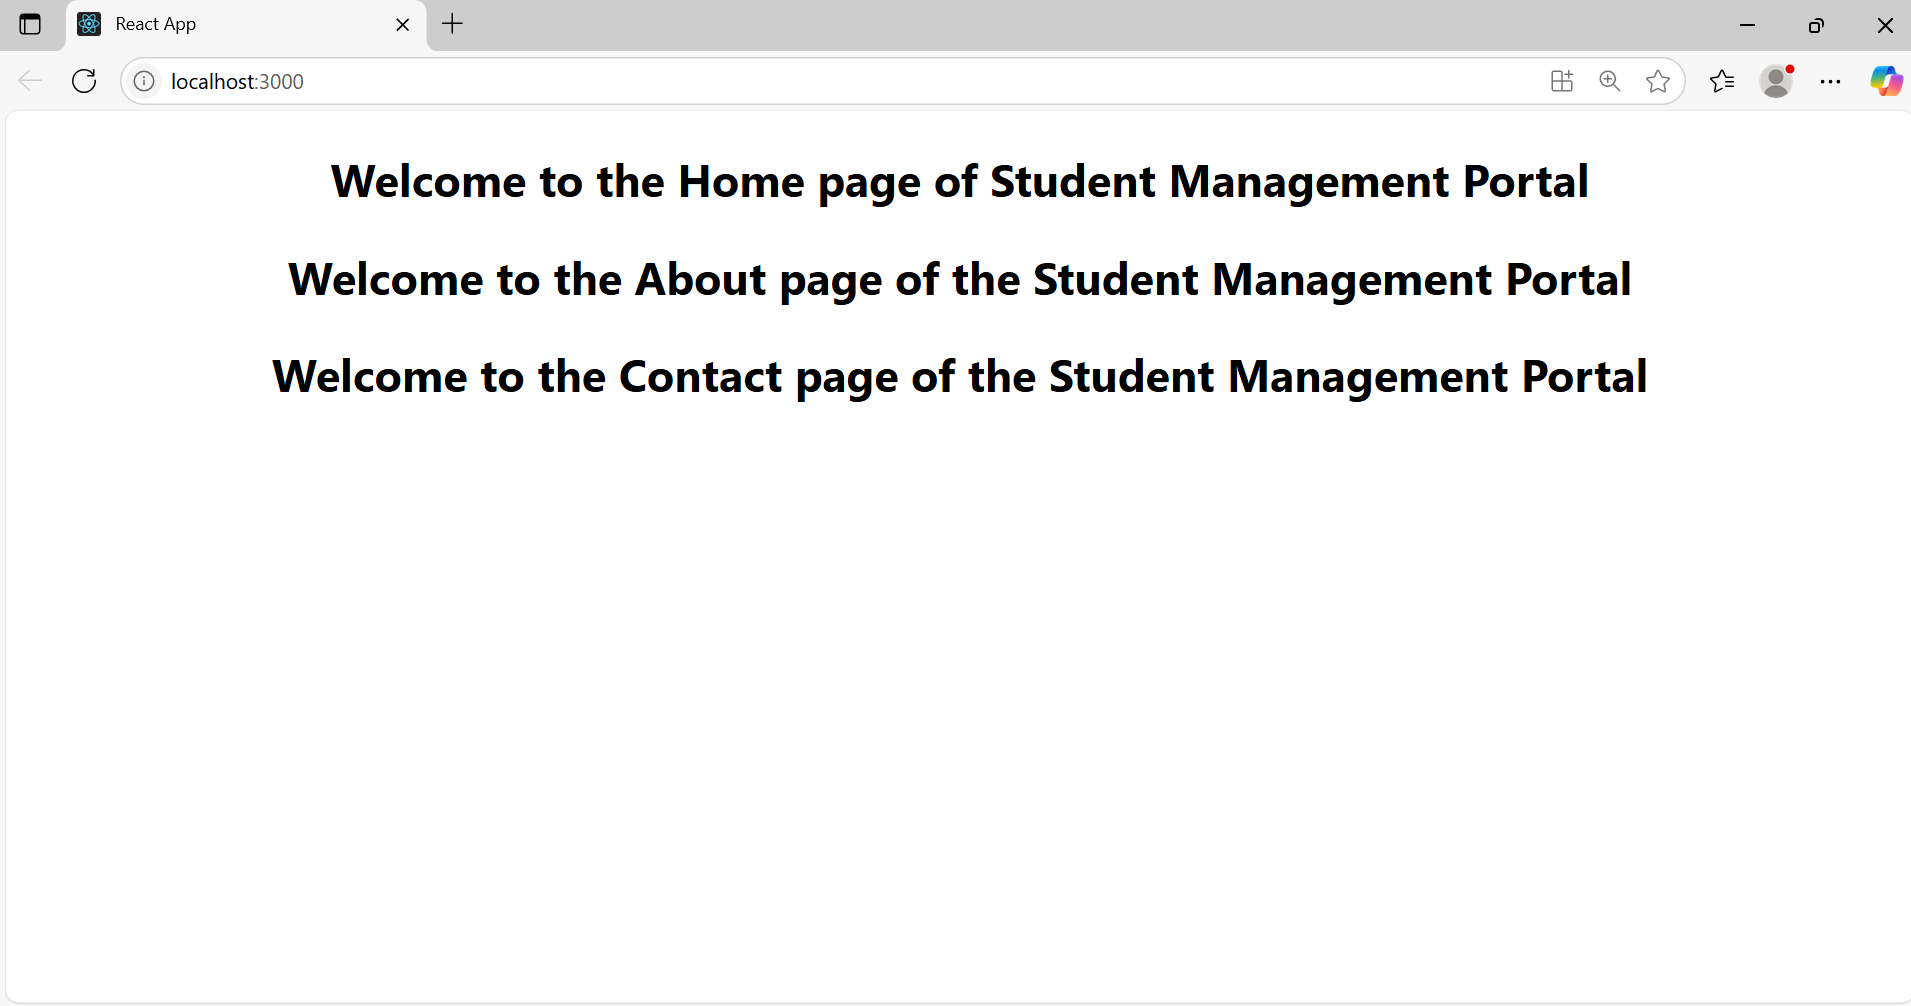 React App
localhost:3000
Welcome to the Home page of Student Management Portal
Welcome to the About page of the Student Management Portal
Welcome to the Contact page of the Student Management Portal